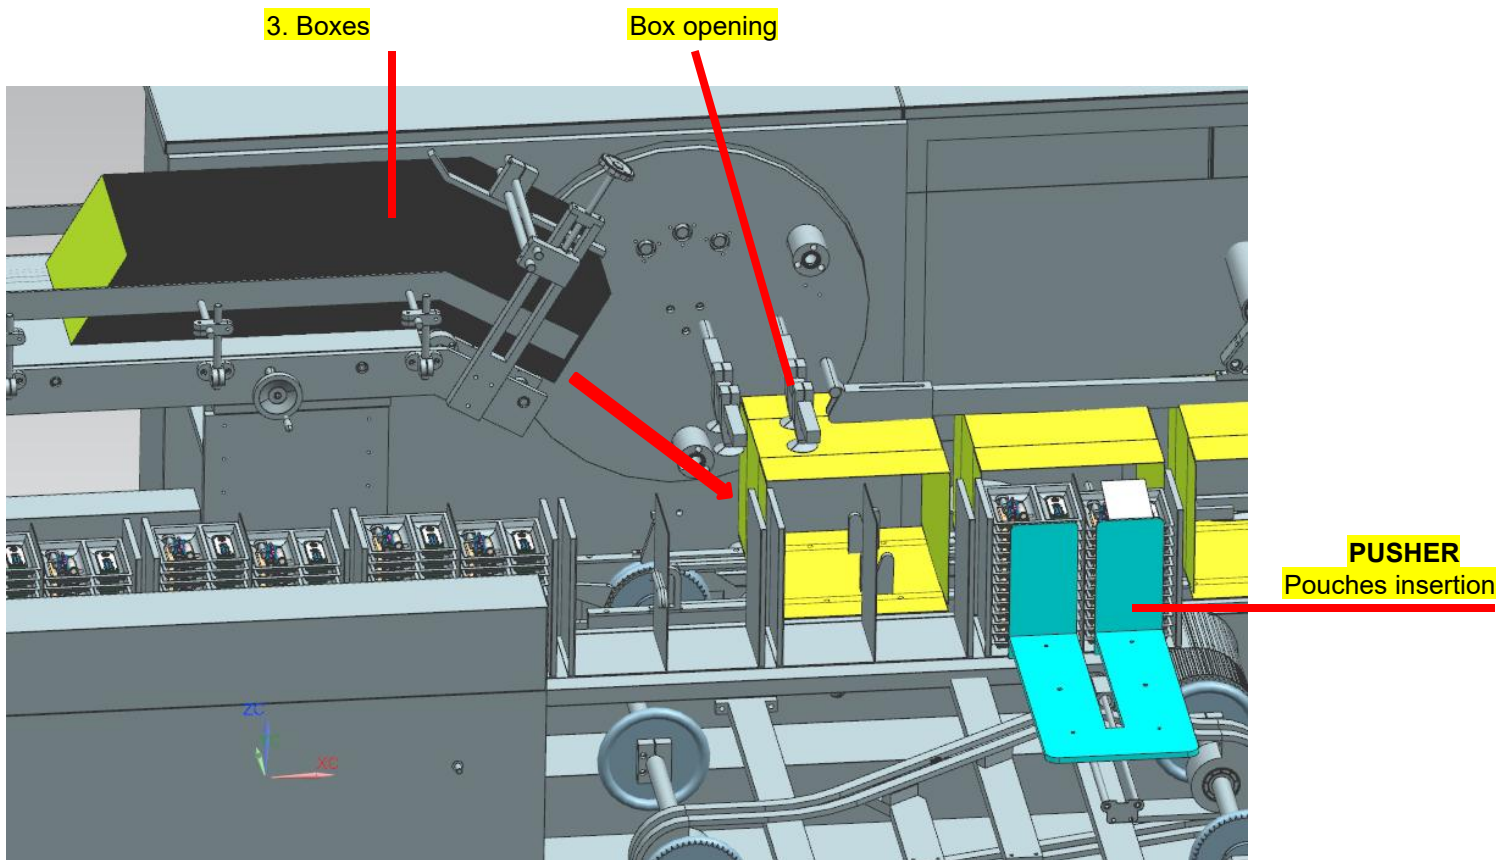 3. Boxes
Box opening
PUSHER
Pouches insertion
ZC
XC